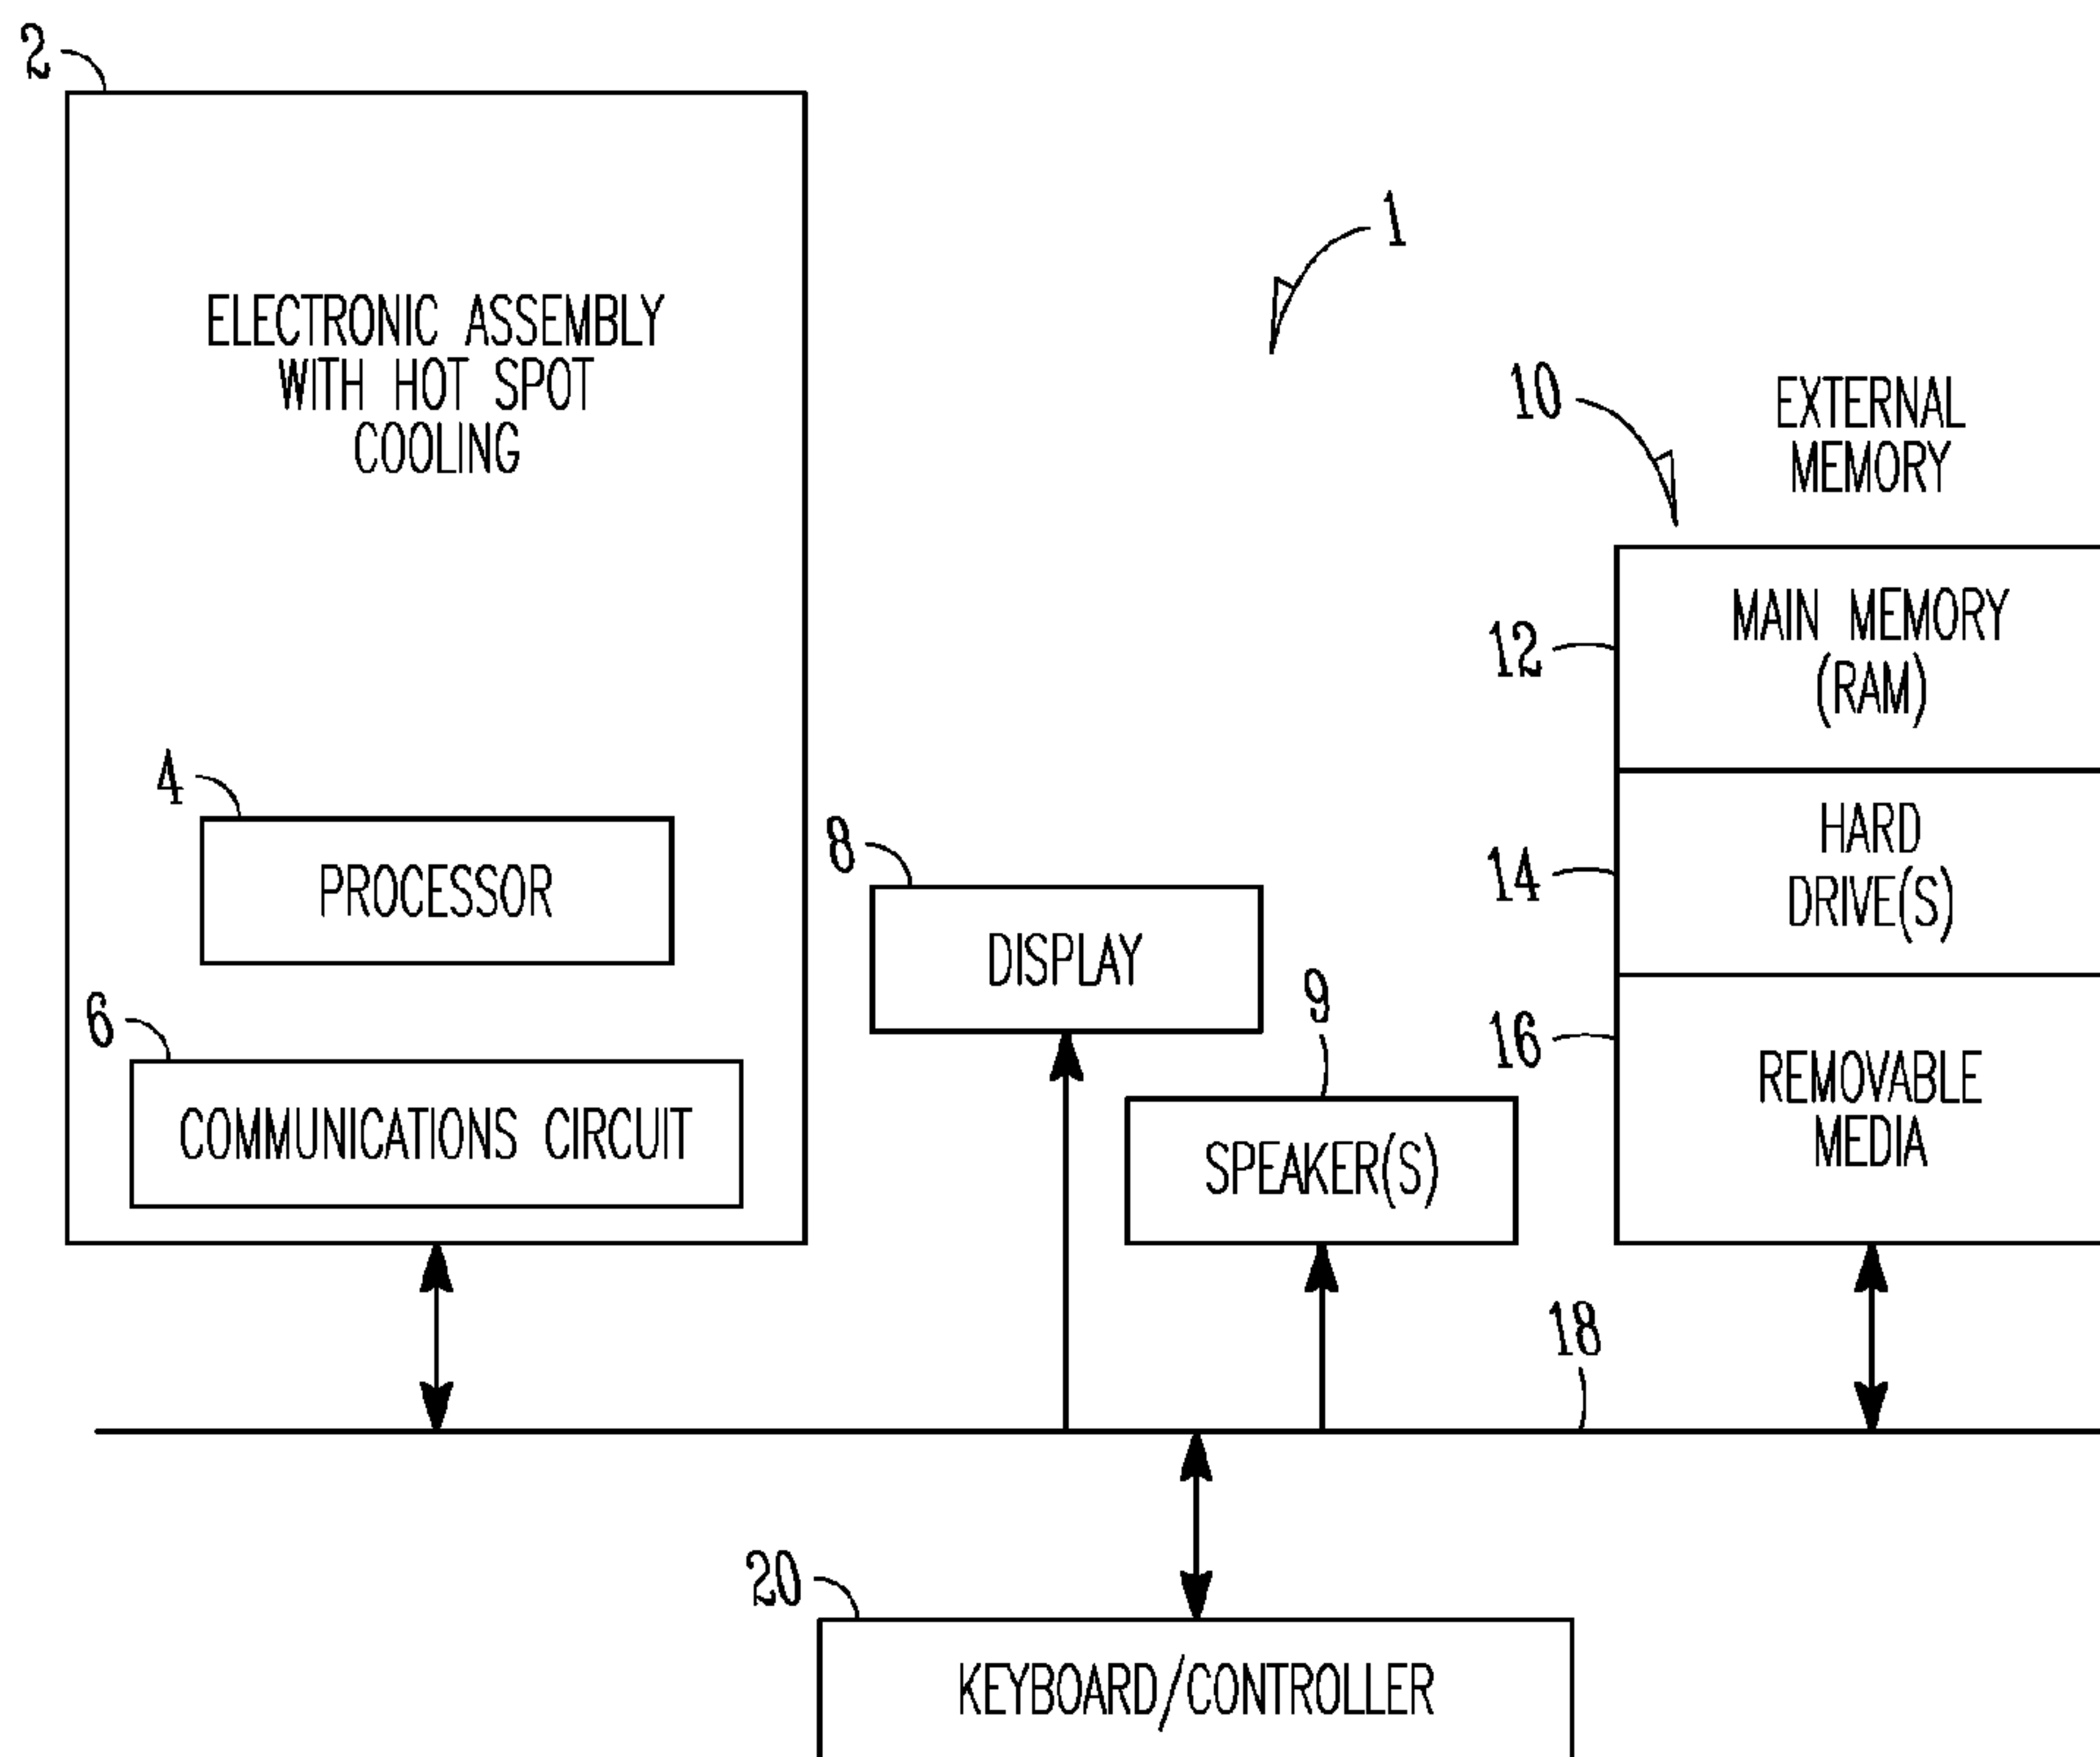 2
ELECTRONIC ASSEMBLY
WITH HOT SPOT
COOLING
1
10
EXTERNAL
MEMORY
12
MAIN MEMORY
(RAM)
4
PROCESSOR
8
DISPLAY
14
HARD
DRIVE(S)
6
COMMUNICATIONS CIRCUIT
9
SPEAKER(S)
16
REMOVABLE
MEDIA
18
20
KEYBOARD/CONTROLLER